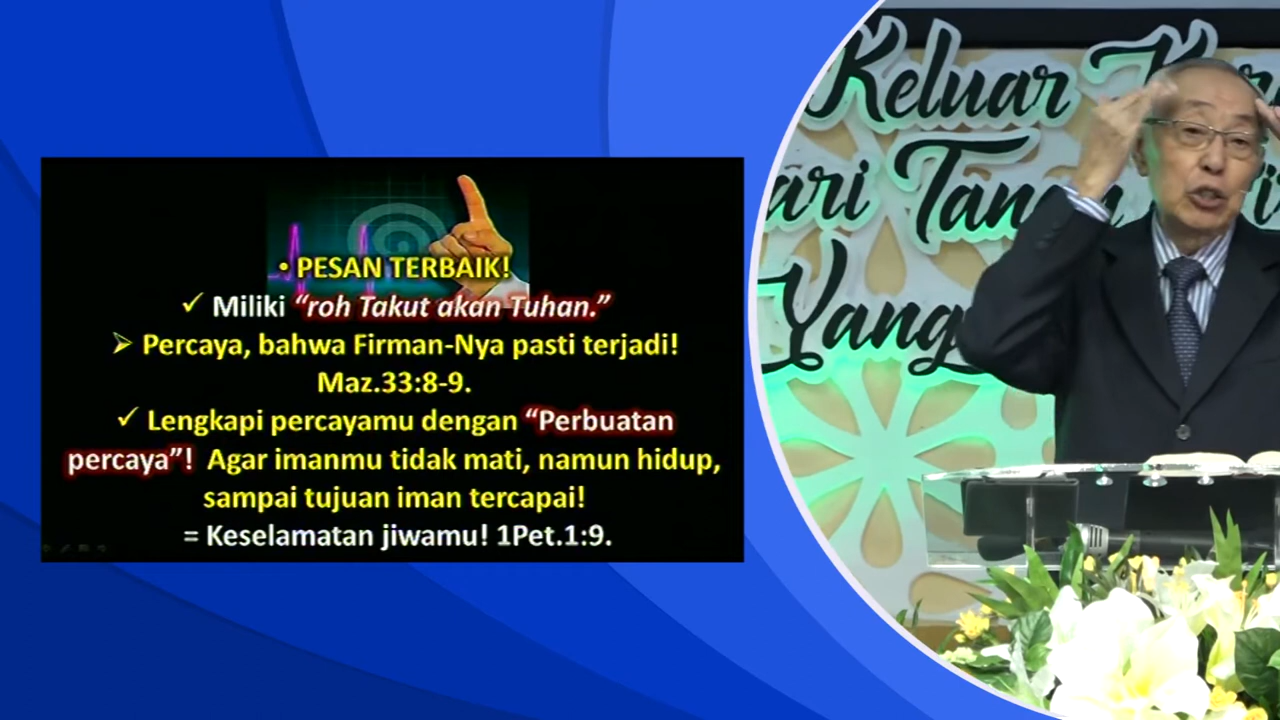 • PESAN TERBAIK!
✓ Miliki “roh Takut akan Tuhan.”
➢ Percaya, bahwa Firman-Nya pasti terjadi!
Maz.33:8-9.
✓ Lengkapi percayamu dengan “Perbuatan
percaya”! Agar imanmu tidak mati, namun hidup,
sampai tujuan iman tercapai!
= Keselamatan jiwamu! 1Pet.1:9.
Keluar
Yang